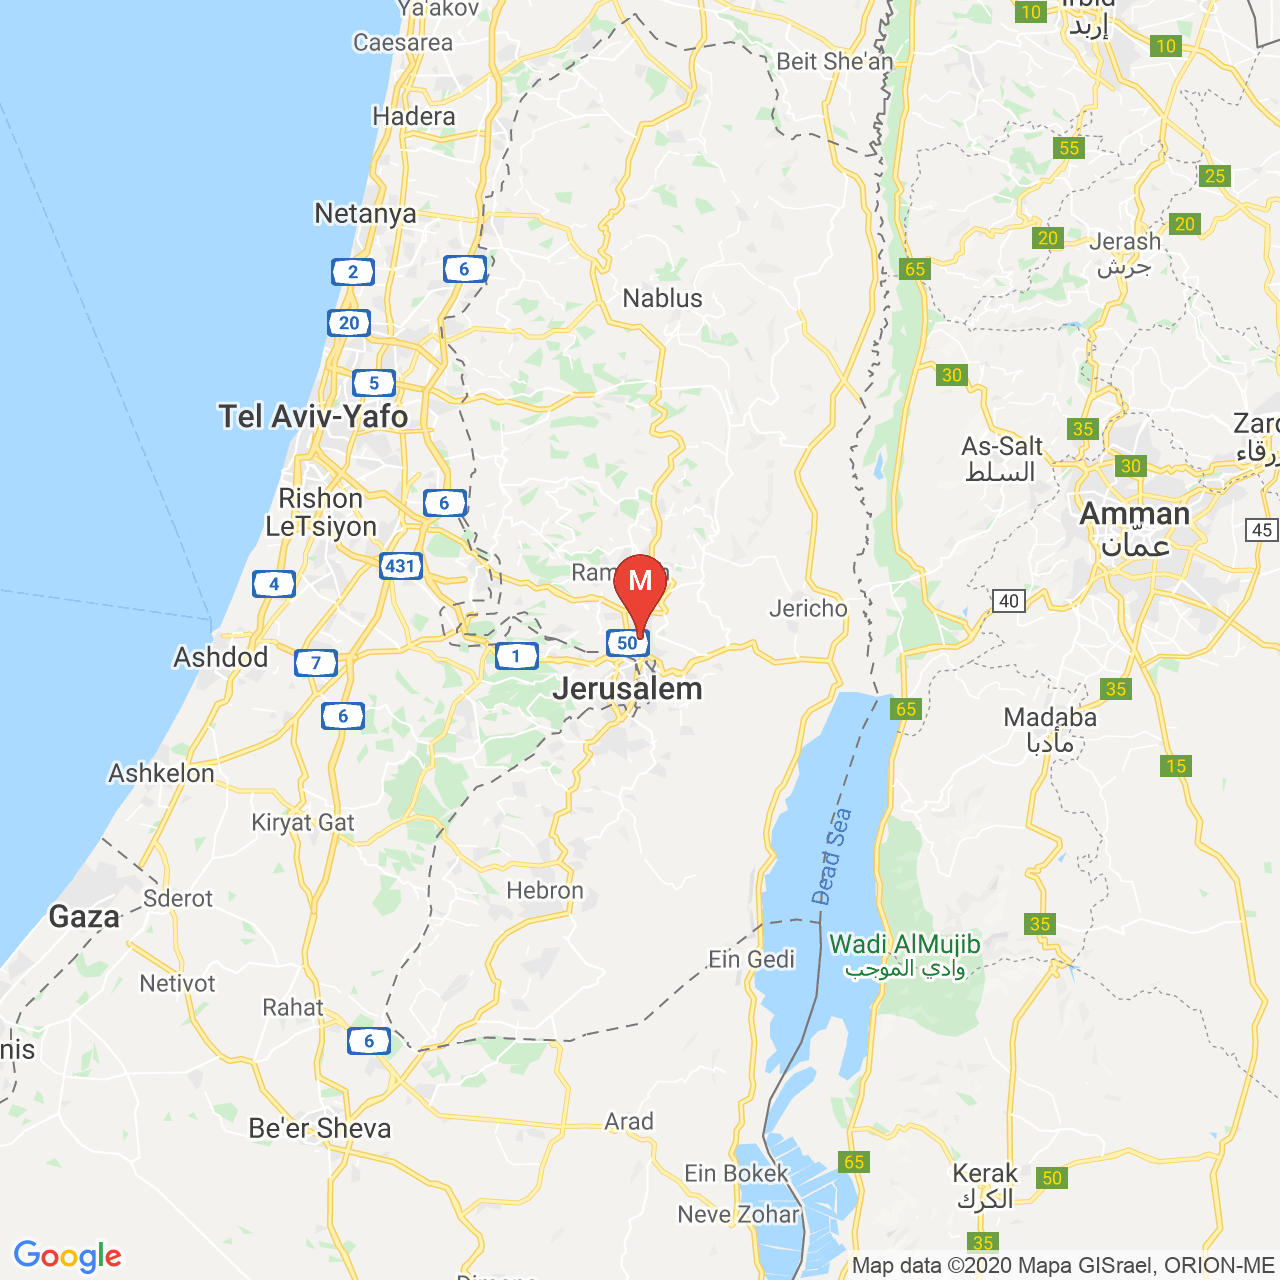 Ya'akov
Caesarea
Hadera
Netanya
Beit She'an
إربد
10
10
55
25
20
20
Jerash
جرش
65
6
2
20
Nablus
5
Tel Aviv-Yafo
30
35
As-Salt
السلط
30
Rishon
LeTsiyon
6
Amman
عمّان
45
431
4
M
40
Jericho
50
Ashdod
7
1
Jerusalem
6
65
35
Madaba
مأدبا
15
Ashkelon
Kiryat Gat
Dead Sea
Sderot
Hebron
Gaza
35
Wadi AlMujib
وادي الموجب
Ein Gedi
Netivot
Rahat
6
nis
Arad
Be'er Sheva
Ein Bokek
65
Kerak
الكرك
50
Neve Zohar
35
Google
Map data ©2020 Mapa GISrael, ORION-ME